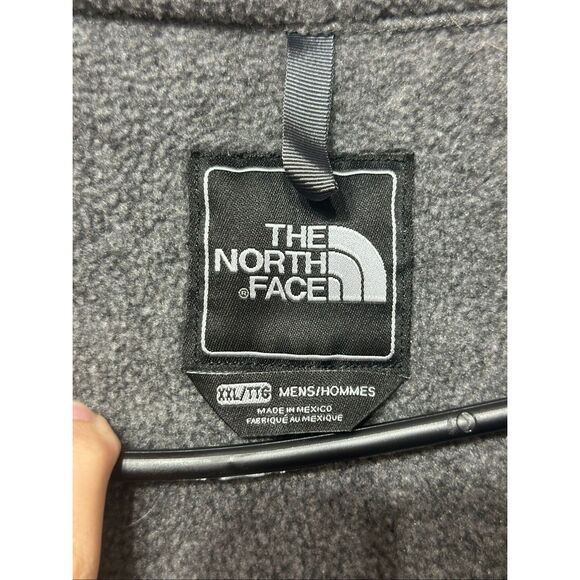 THE
NORTH
®FACE
XXL/TTG MENS/HOMMES
MADE IN MEXICO
FABRIQUÉ AU MEXIQUE